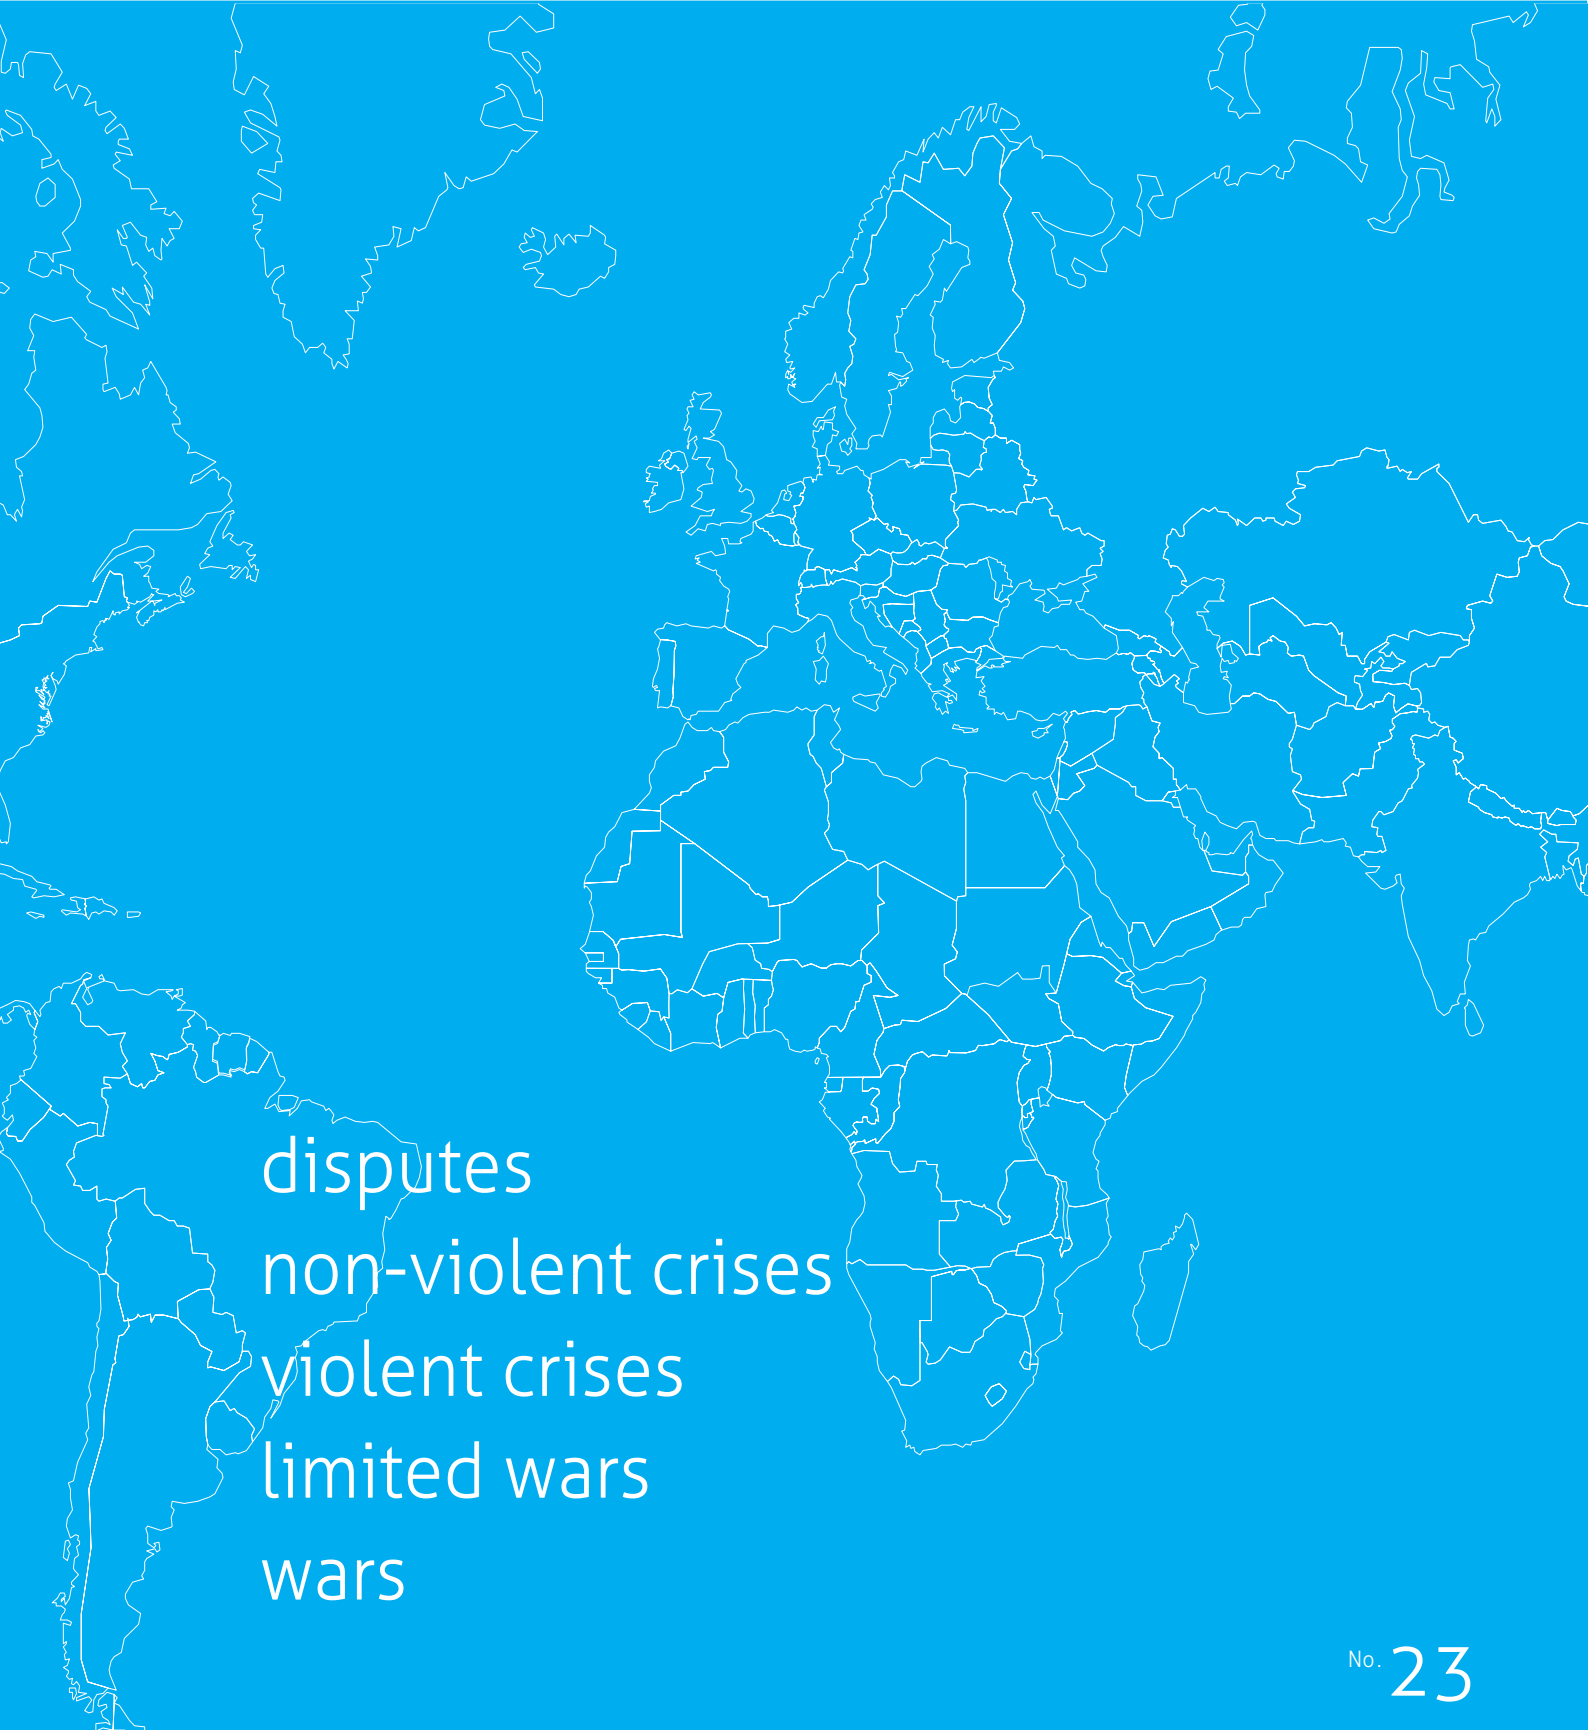 disputes
non-violent crises
violent crises
limited wars
wars
No. 23